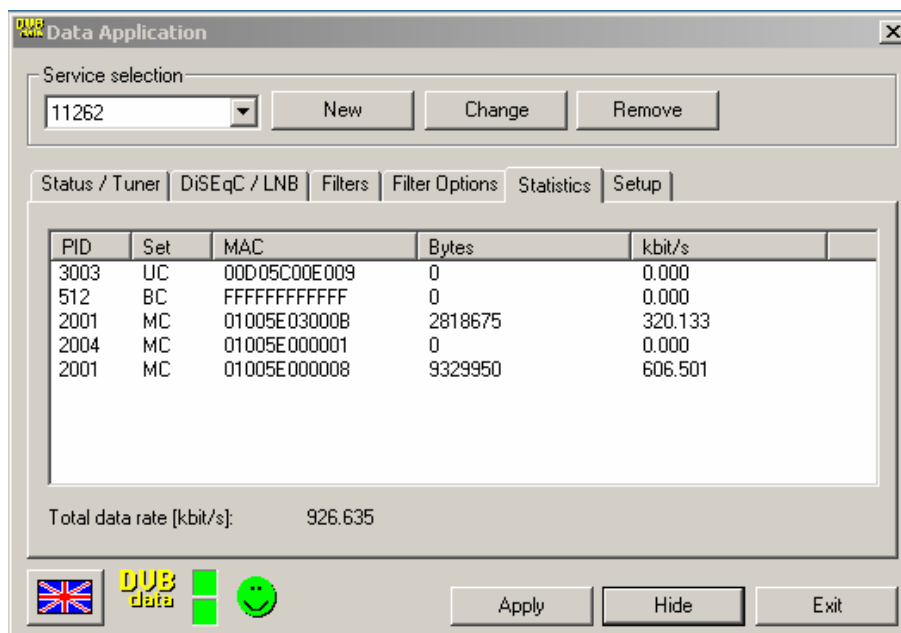 DVB data Data Application
Service selection
11262 New Change Remove
Status / Tuner DiSEqC / LNB Filters Filter Options Statistics Setup
PID Set MAC Bytes kbit/s
3003 UC 00D05C00E009 0 0.000
512 BC FFFFFFFFFFFF 0 0.000
2001 MC 01005E03000B 2818675 320.133
2004 MC 01005E000001 0 0.000
2001 MC 01005E000008 9329950 606.501
Total data rate [kbit/s]: 926.635
DVB
data
Apply Hide Exit